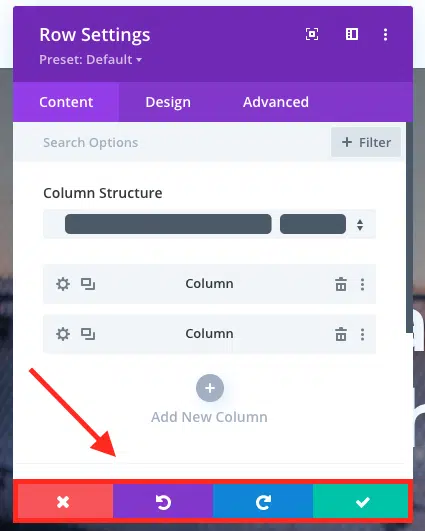 Row Settings
Preset: Default
Content Design Advanced
Search Options + Filter
Column Structure
Column
Column
Add New Column